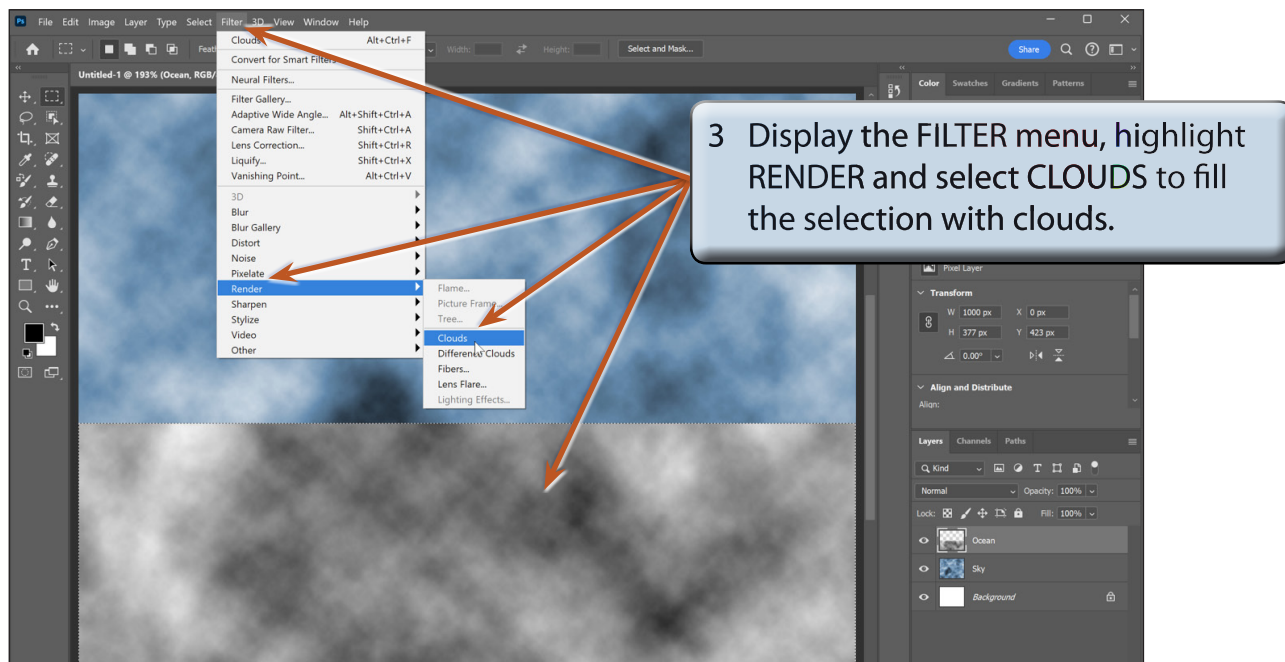 Ps File Edit Image Layer Type Select Filter 3D View Window Help
Width: Height: Select and Mask... Share
Untitled-1 @ 193% (Ocean, RGB/
Clouds Alt+Ctrl+F
Convert for Smart Filters
Neural Filters...
Filter Gallery...
Adaptive Wide Angle... Alt+Shift+Ctrl+A
Camera Raw Filter... Shift+Ctrl+A
Lens Correction... Shift+Ctrl+R
Liquify... Shift+Ctrl+X
Vanishing Point... Alt+Ctrl+V
3D
Blur
Blur Gallery
Distort
Noise
Pixelate
Render
Sharpen
Stylize
Video
Other
Flame...
Picture Frame...
Tree...
Clouds
Difference Clouds
Fibers...
Lens Flare...
Lighting Effects...
3 Display the FILTER menu, highlight
RENDER and select CLOUDS to fill
the selection with clouds.
Color Swatches Gradients Patterns
Pixel Layer
Transform
W 1000 px X 0 px
H 377 px Y 423 px
0.00°
Align and Distribute
Align:
Layers Channels Paths
Kind
Normal Opacity: 100%
Lock: Fill: 100%
Ocean
Sky
Background